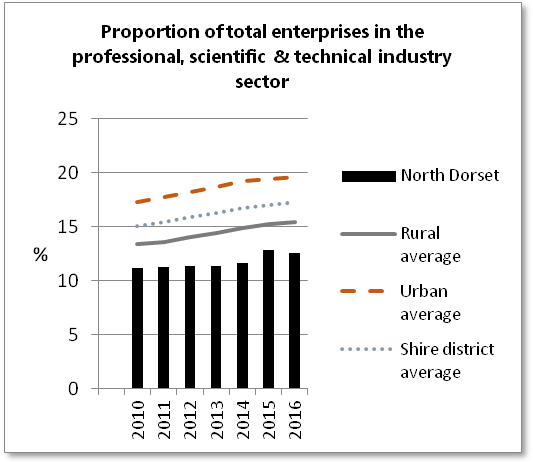 Proportion of total enterprises in the
professional, scientific & technical industry
sector
25
20
15
10
5
0
%
2010
2011
2012
2013
2014
2015
2016
North Dorset
Rural
average
Urban
average
Shire district
average